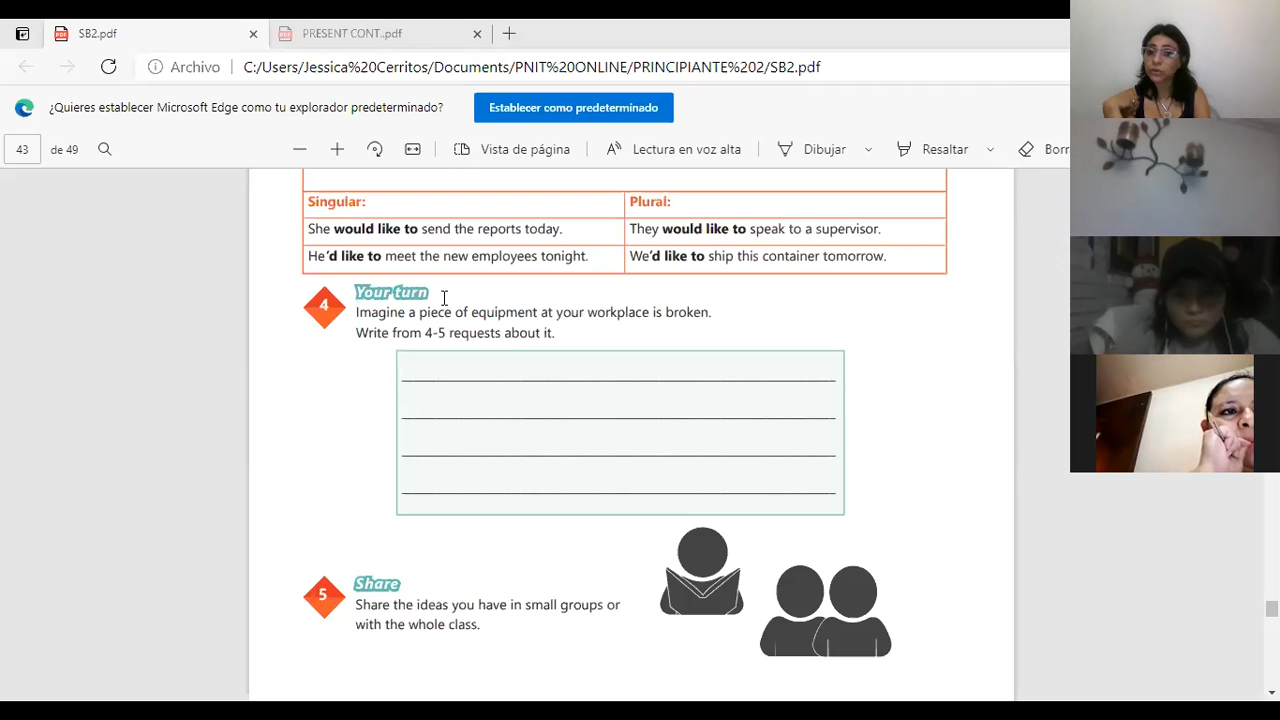 SB2.pdf
PRESENT CONT..pdf
Archivo C:/Users/Jessica%20Cerritos/Documents/PNIT%20ONLINE/PRINCIPIANTE%202/SB2.pdf
¿Quieres establecer Microsoft Edge como tu explorador predeterminado? Establecer como predeterminado
43 de 49 Vista de página Lectura en voz alta Dibujar Resaltar Borr
Singular: Plural:
She would like to send the reports today. They would like to speak to a supervisor.
He'd like to meet the new employees tonight. We'd like to ship this container tomorrow.
4 Your turn
Imagine a piece of equipment at your workplace is broken.
Write from 4-5 requests about it.
5 Share
Share the ideas you have in small groups or
with the whole class.